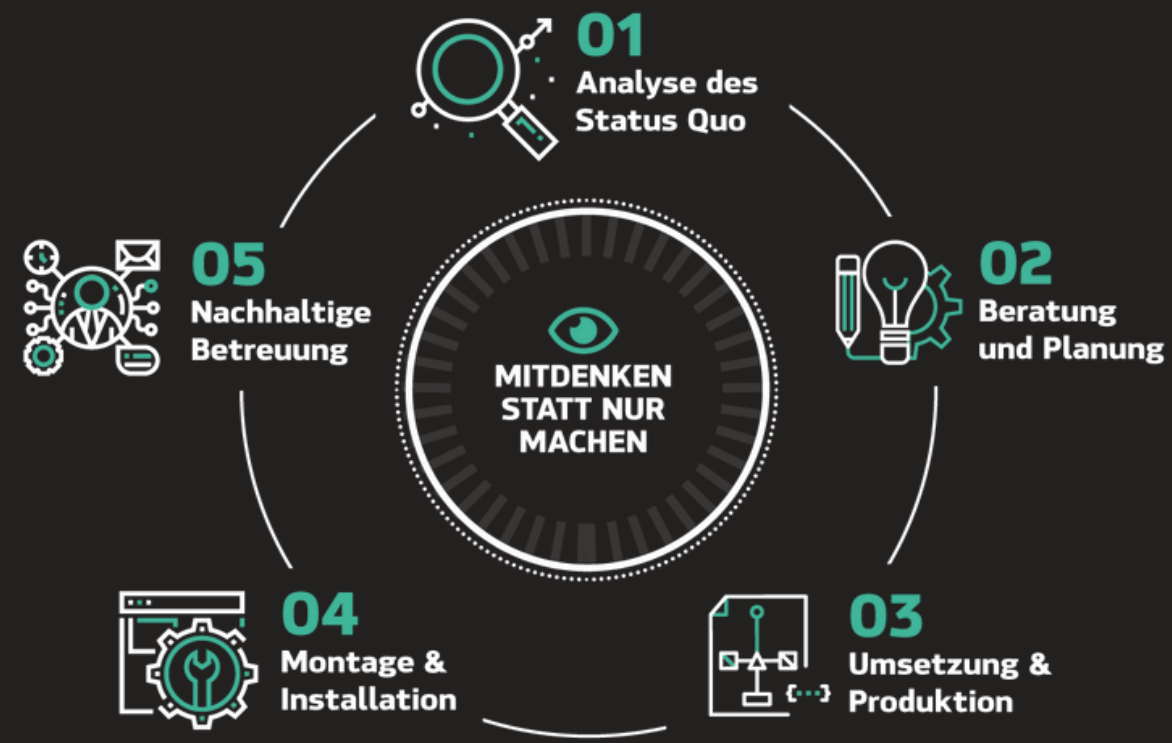 01
Analyse des
Status Quo
02
Beratung
und Planung
03
Umsetzung &
Produktion
04
Montage &
Installation
05
Nachhaltige
Betreuung
MITDENKEN
STATT NUR
MACHEN